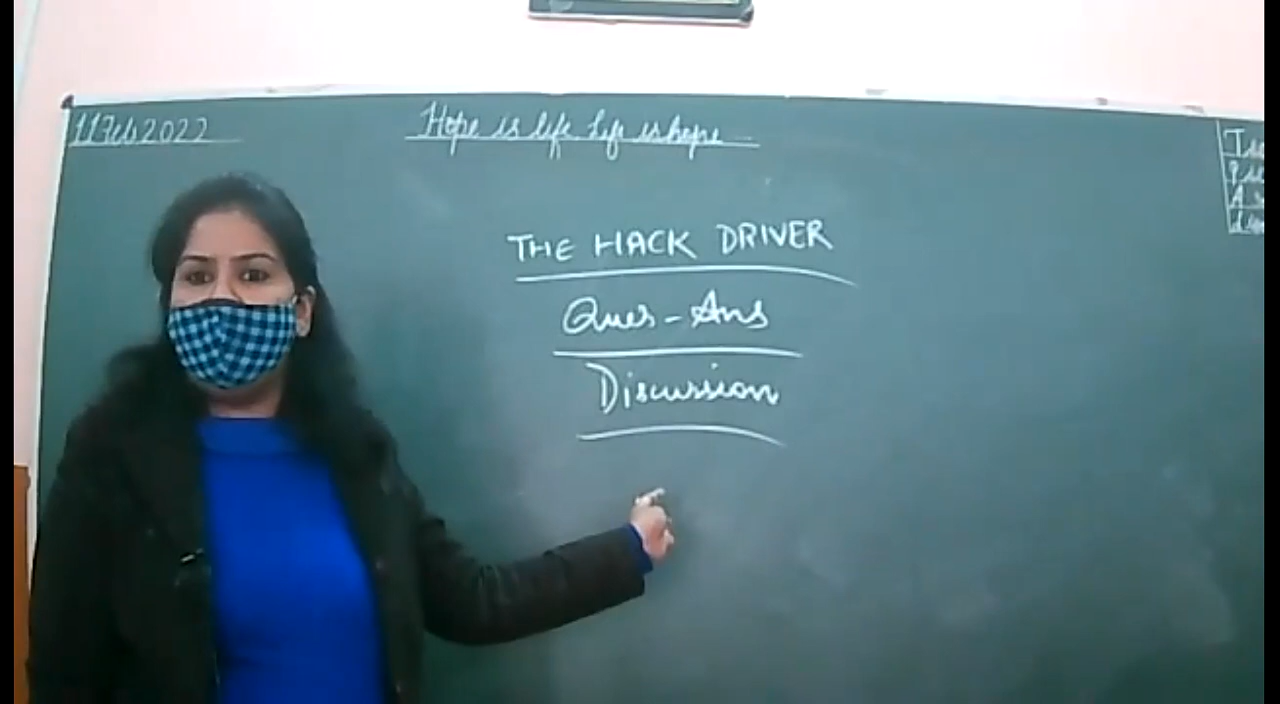 11 Feb 2022
Hope is life life is hope
THE HACK DRIVER
Ques - Ans
Discussion